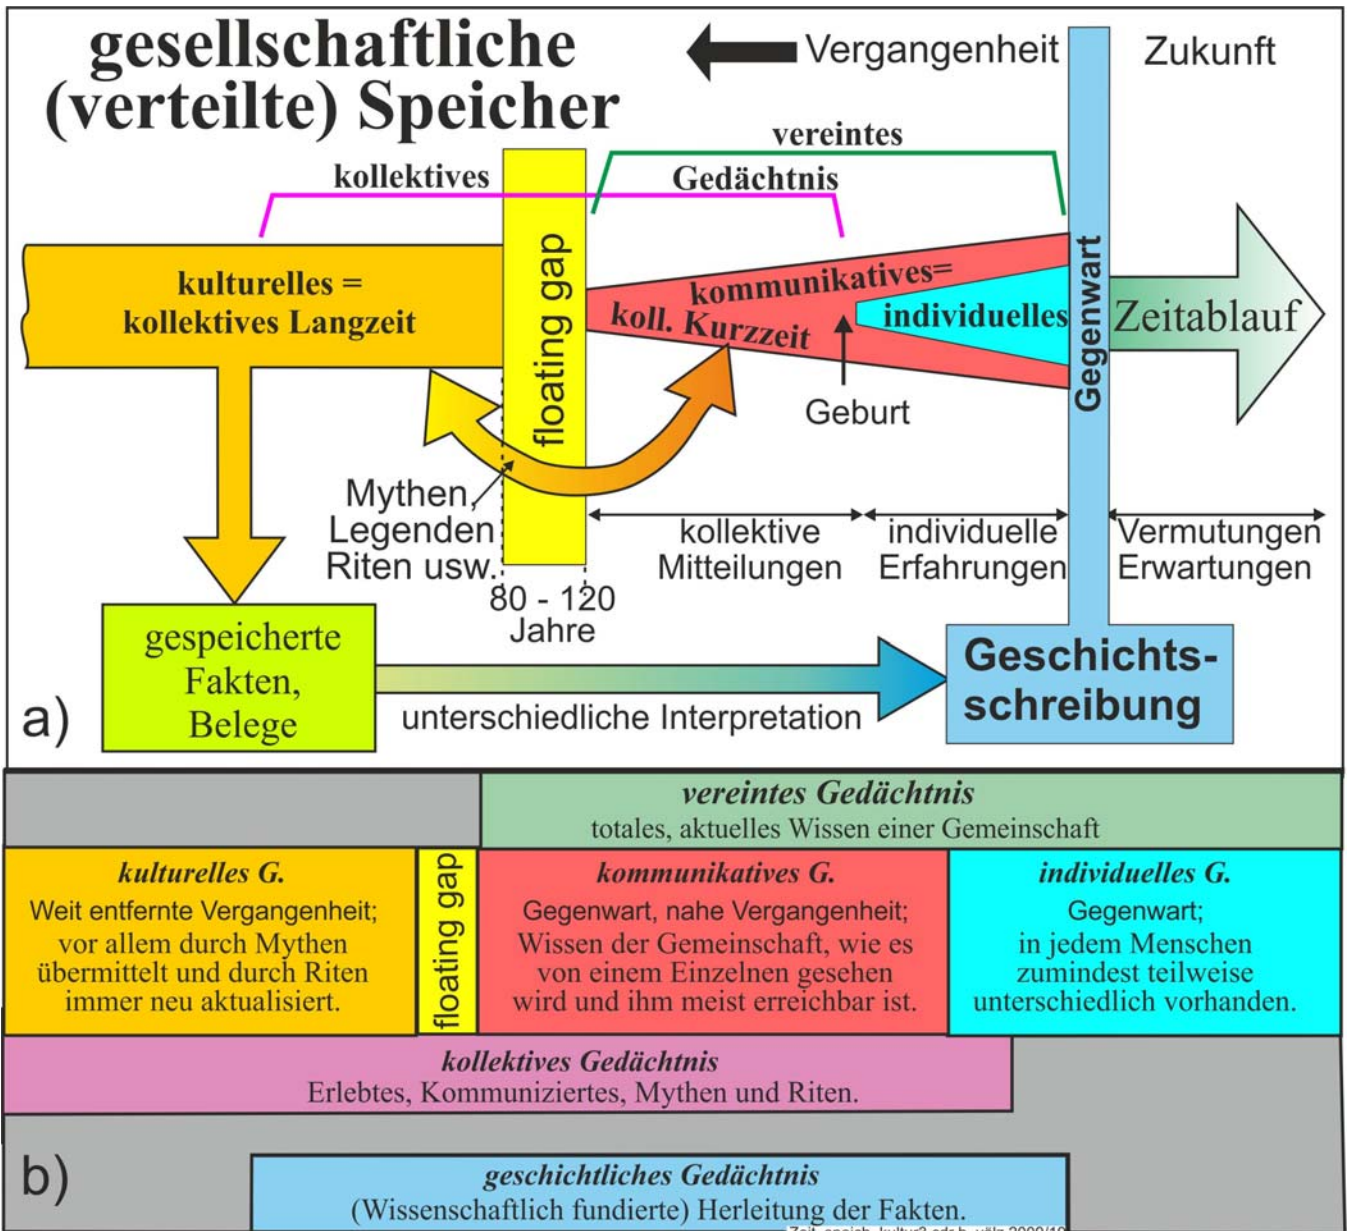 gesellschaftliche
(verteilte) Speicher
Vergangenheit
Zukunft
vereintes
kollektives
Gedächtnis
kulturelles =
kollektives Langzeit
floating gap
kommunikatives=
koll. Kurzzeit
individuelles
Gegenwart
Zeitablauf
Geburt
Mythen,
Legenden
Riten usw.
kollektive
Mitteilungen
individuelle
Erfahrungen
Vermutungen
Erwartungen
80 - 120
Jahre
gespeicherte
Fakten,
Belege
unterschiedliche Interpretation
Geschichts-
schreibung
a)
vereintes Gedächtnis
totales, aktuelles Wissen einer Gemeinschaft
kulturelles G.
Weit entfernte Vergangenheit;
vor allem durch Mythen
übermittelt und durch Riten
immer neu aktualisiert.
floating gap
kommunikatives G.
Gegenwart, nahe Vergangenheit;
Wissen der Gemeinschaft, wie es
von einem Einzelnen gesehen
wird und ihm meist erreichbar ist.
individuelles G.
Gegenwart;
in jedem Menschen
zumindest teilweise
unterschiedlich vorhanden.
kollektives Gedächtnis
Erlebtes, Kommuniziertes, Mythen und Riten.
b)
geschichtliches Gedächtnis
(Wissenschaftlich fundierte) Herleitung der Fakten.